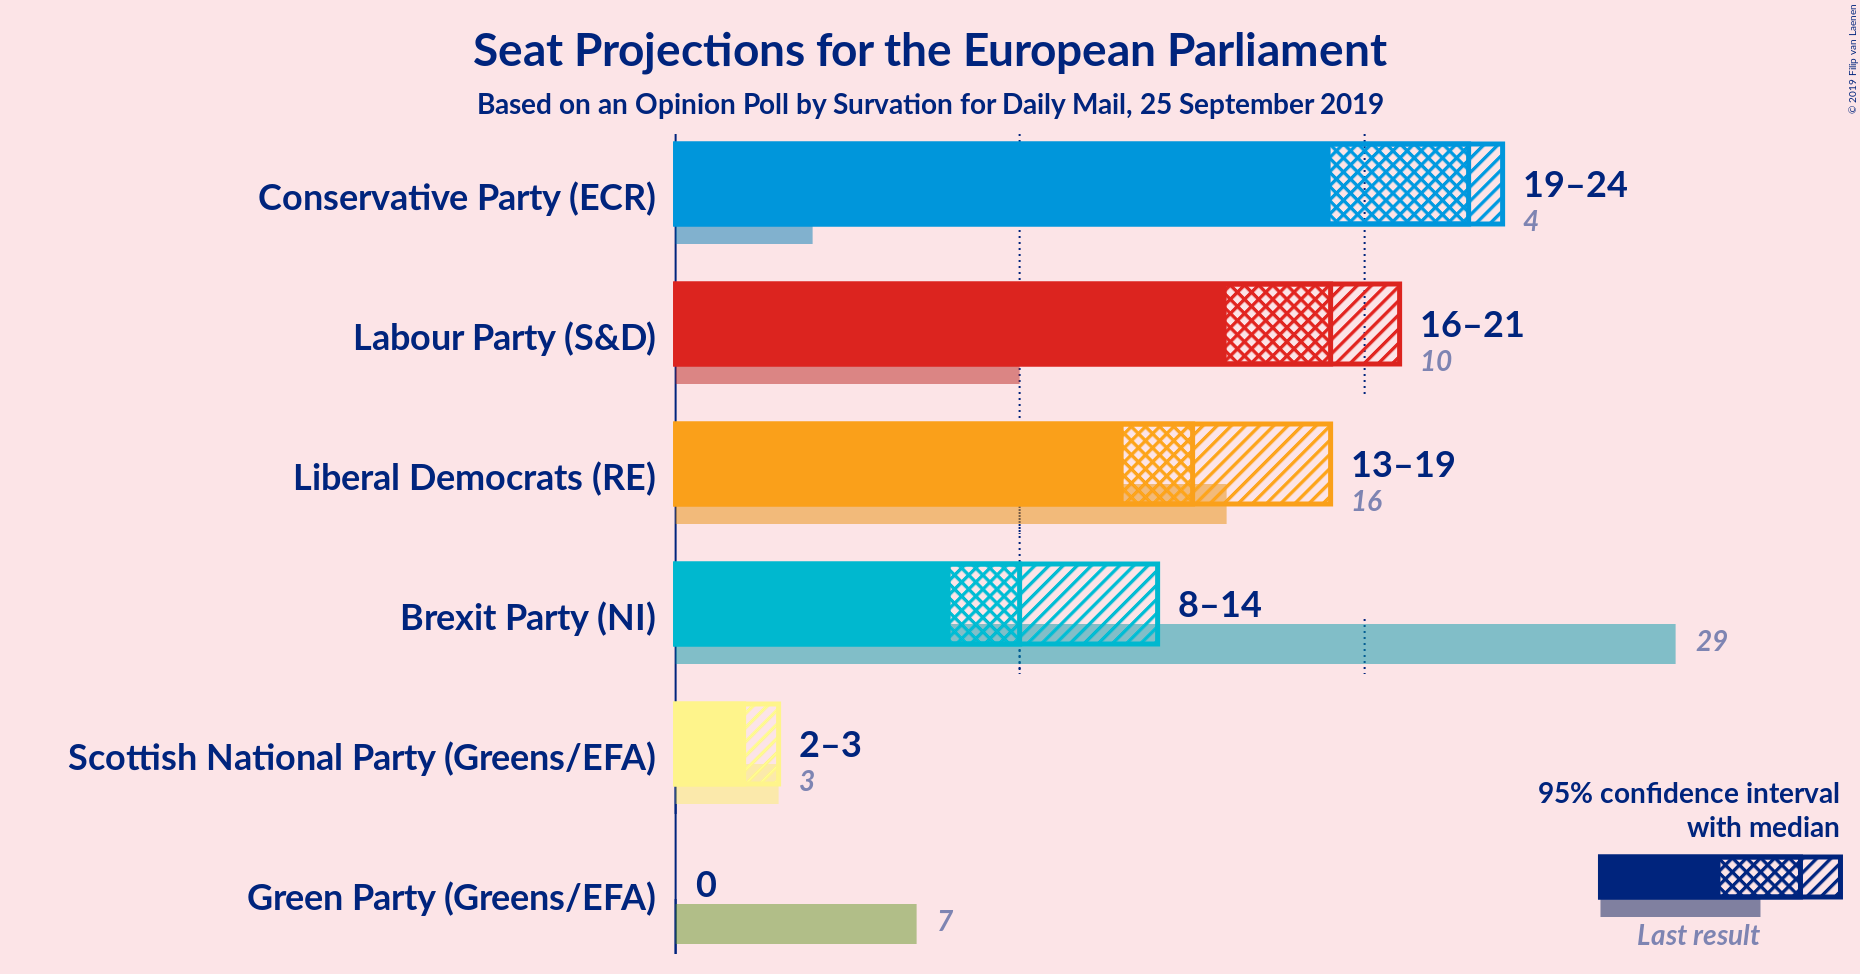 Seat Projections for the European Parliament
Based on an Opinion Poll by Survation for Daily Mail, 25 September 2019
© 2019 Filip van Laenen
Conservative Party (ECR)
19–24
4
Labour Party (S&D)
16–21
10
Liberal Democrats (RE)
13–19
16
Brexit Party (NI)
8–14
29
Scottish National Party (Greens/EFA)
2–3
3
Green Party (Greens/EFA)
0
7
95% confidence interval
with median
Last result